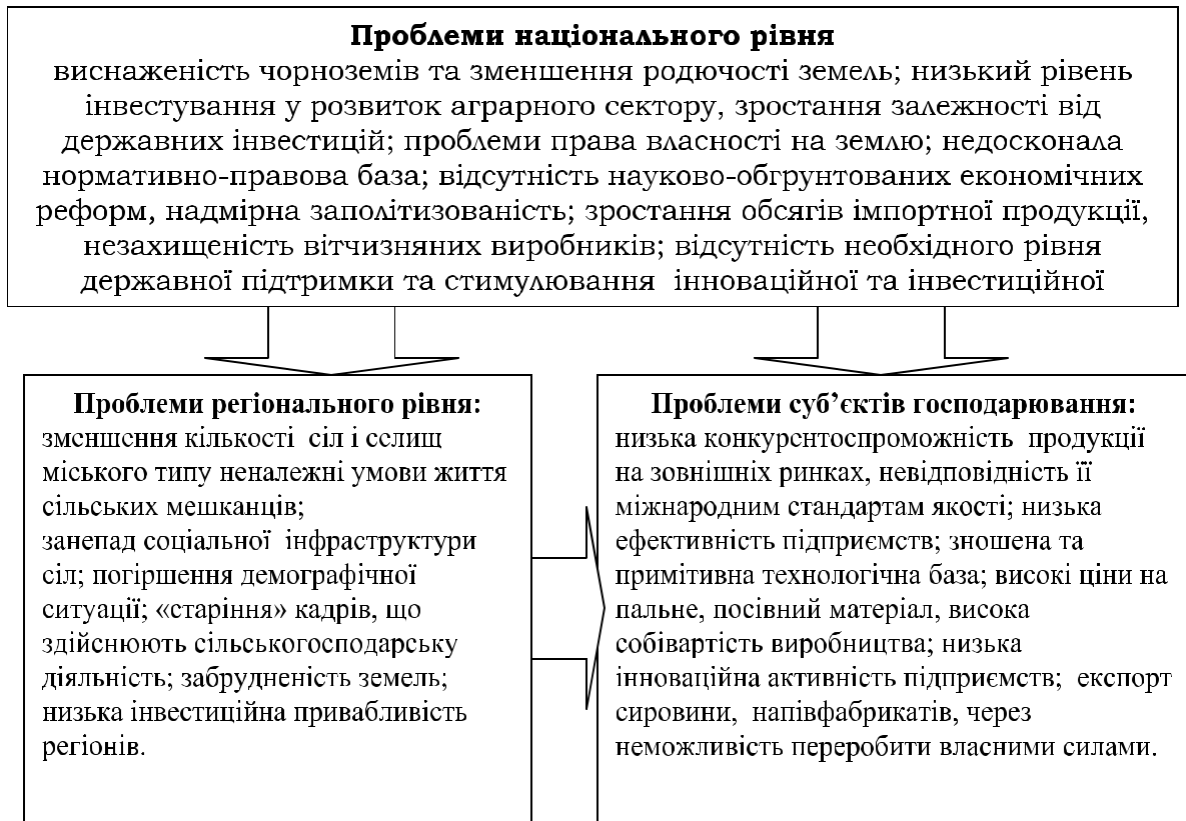 Проблеми національного рівня
виснаженість чорноземів та зменшення родючості земель; низький рівень
інвестування у розвиток аграрного сектору, зростання залежності від
державних інвестицій; проблеми права власності на землю; недосконала
нормативно-правова база; відсутність науково-обгрунтованих економічних
реформ, надмірна заполітизованість; зростання обсягів імпортної продукції,
незахищеність вітчизняних виробників; відсутність необхідного рівня
державної підтримки та стимулювання інноваційної та інвестиційної
Проблеми регіонального рівня:
зменшення кількості сіл і селищ
міського типу неналежні умови життя
сільських мешканців;
занепад соціальної інфраструктури
сіл; погіршення демографічної
ситуації; «старіння» кадрів, що
здійснюють сільськогосподарську
діяльність; забрудненість земель;
низька інвестиційна привабливість
регіонів.
Проблеми суб’єктів господарювання:
низька конкурентоспроможність продукції
на зовнішніх ринках, невідповідність її
міжнародним стандартам якості; низька
ефективність підприємств; зношена та
примітивна технологічна база; високі ціни на
пальне, посівний матеріал, висока
собівартість виробництва; низька
інноваційна активність підприємств; експорт
сировини, напівфабрикатів, через
неможливість переробити власними силами.